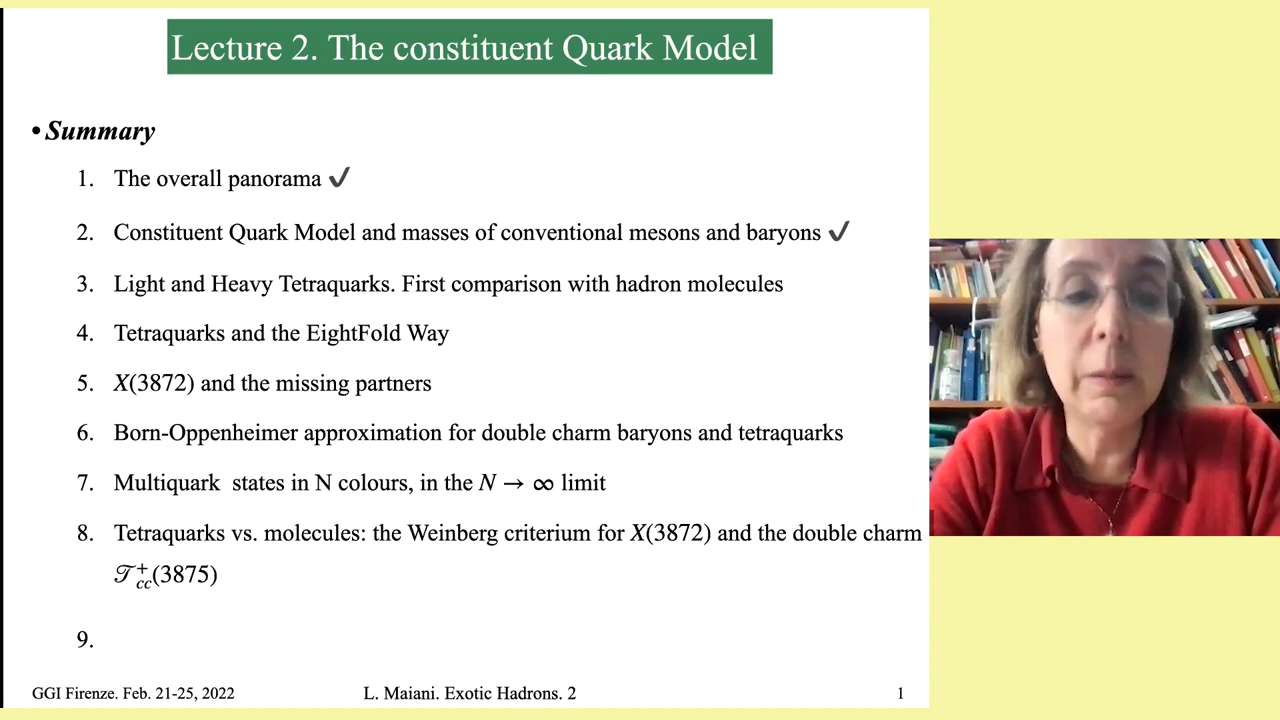 Lecture 2. The constituent Quark Model
• Summary
1. The overall panorama ✓
2. Constituent Quark Model and masses of conventional mesons and baryons ✓
3. Light and Heavy Tetraquarks. First comparison with hadron molecules
4. Tetraquarks and the EightFold Way
5. X(3872) and the missing partners
6. Born-Oppenheimer approximation for double charm baryons and tetraquarks
7. Multiquark states in N colours, in the N → ∞ limit
8. Tetraquarks vs. molecules: the Weinberg criterium for X(3872) and the double charm
𝒯⁺cc(3875)
9.
GGI Firenze. Feb. 21-25, 2022 L. Maiani. Exotic Hadrons. 2 1